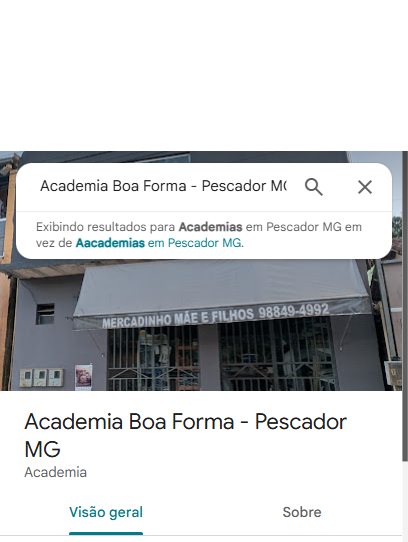 Academia Boa Forma - Pescador MG
Exibindo resultados para Academias em Pescador MG em
vez de Aacademias em Pescador MG.
MERCADINHO MÃE E FILHOS 98849-4992
Academia Boa Forma - Pescador
MG
Academia
Visão geral
Sobre